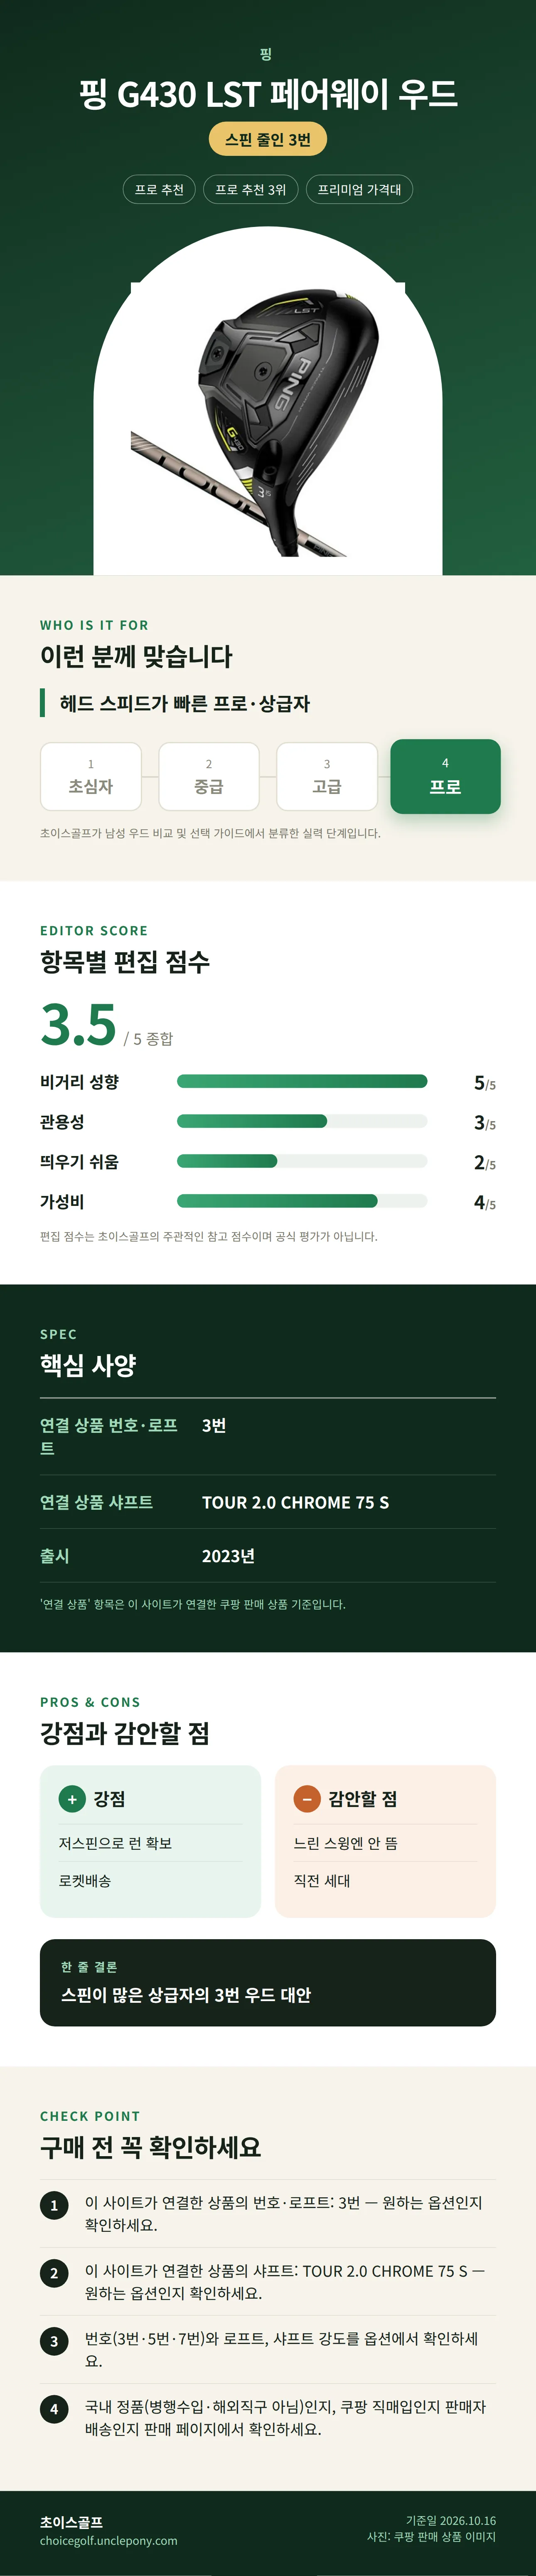 핑
핑 G430 LST 페어웨이 우드
스핀 줄인 3번
프로 추천
프로 추천 3위
프리미엄 가격대
LST
PING
G430
3
WHO IS IT FOR
이런 분께 맞습니다
헤드 스피드가 빠른 프로·상급자
1
초심자
2
중급
3
고급
4
프로
초이스골프가 남성 우드 비교 및 선택 가이드에서 분류한 실력 단계입니다.
EDITOR SCORE
항목별 편집 점수
3.5 / 5 종합
비거리 성향 5/5
관용성 3/5
띄우기 쉬움 2/5
가성비 4/5
편집 점수는 초이스골프의 주관적인 참고 점수이며 공식 평가가 아닙니다.
SPEC
핵심 사양
연결 상품 번호·로프 3번
트
연결 상품 샤프트 TOUR 2.0 CHROME 75 S
출시 2023년
'연결 상품' 항목은 이 사이트가 연결한 쿠팡 판매 상품 기준입니다.
PROS & CONS
강점과 감안할 점
+ 강점
저스핀으로 런 확보
로켓배송
− 감안할 점
느린 스윙엔 안 뜸
직전 세대
한 줄 결론
스핀이 많은 상급자의 3번 우드 대안
CHECK POINT
구매 전 꼭 확인하세요
1 이 사이트가 연결한 상품의 번호·로프트: 3번 — 원하는 옵션인지
확인하세요.
2 이 사이트가 연결한 상품의 샤프트: TOUR 2.0 CHROME 75 S —
원하는 옵션인지 확인하세요.
3 번호(3번·5번·7번)와 로프트, 샤프트 강도를 옵션에서 확인하세
요.
4 국내 정품(병행수입·해외직구 아님)인지, 쿠팡 직매입인지 판매자
배송인지 판매 페이지에서 확인하세요.
초이스골프
choicegolf.unclepony.com
기준일 2026.10.16
사진: 쿠팡 판매 상품 이미지